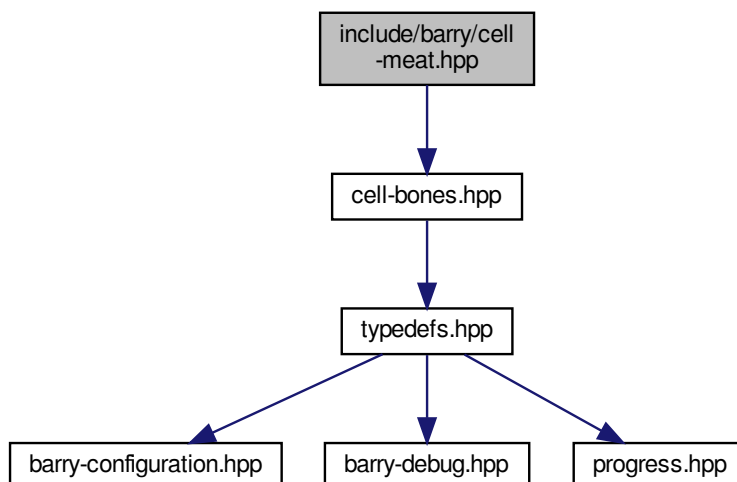 include/barry/cell
-meat.hpp
cell-bones.hpp
typedefs.hpp
barry-configuration.hpp
barry-debug.hpp
progress.hpp